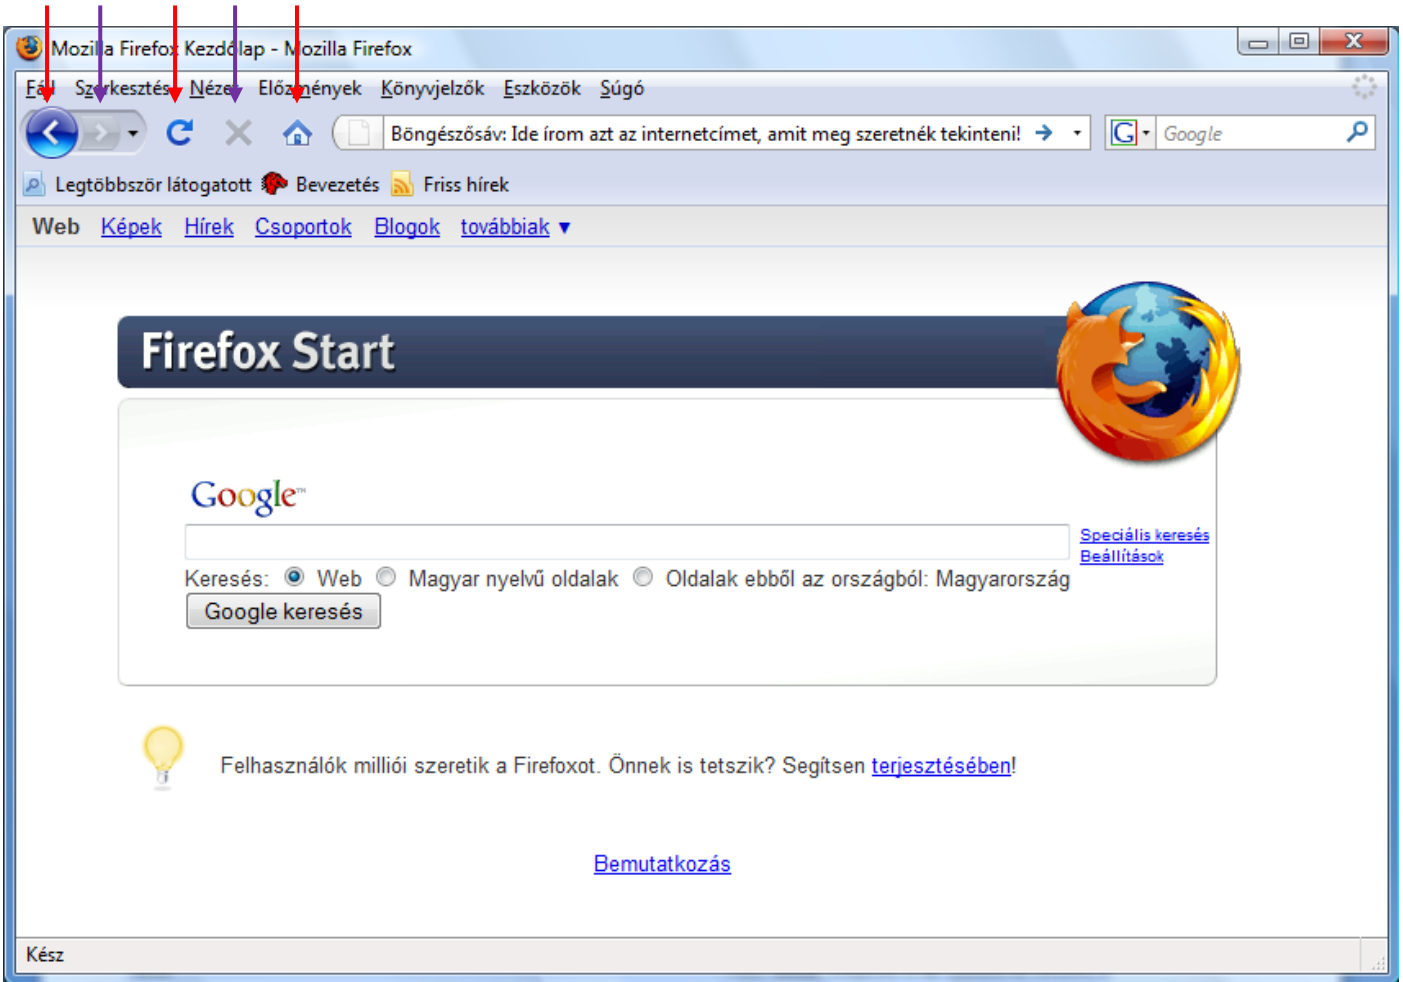 Mozilla Firefox Kezdőlap - Mozilla Firefox
Fájl Szerkesztés Nézet Előzmények Könyvjelzők Eszközök Súgó
Böngészősáv: Ide írom azt az internetcímet, amit meg szeretnék tekinteni! G Google
Legtöbbször látogatott Bevezetés Friss hírek
Web Képek Hírek Csoportok Blogok továbbiak ▼
Firefox Start
Google™
Speciális keresés
Beállítások
Keresés: Web Magyar nyelvű oldalak Oldalak ebből az országból: Magyarország
Google keresés
Felhasználók milliói szeretik a Firefoxot. Önnek is tetszik? Segítsen terjesztésében!
Bemutatkozás
Kész